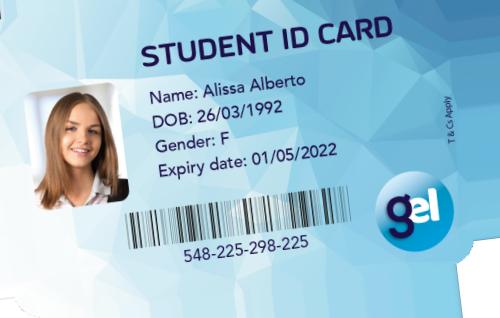 STUDENT ID CARD
Name: Alissa Alberto
DOB: 26/03/1992
Gender: F
Expiry date: 01/05/2022
T & Cs Apply
548-225-298-225
gel